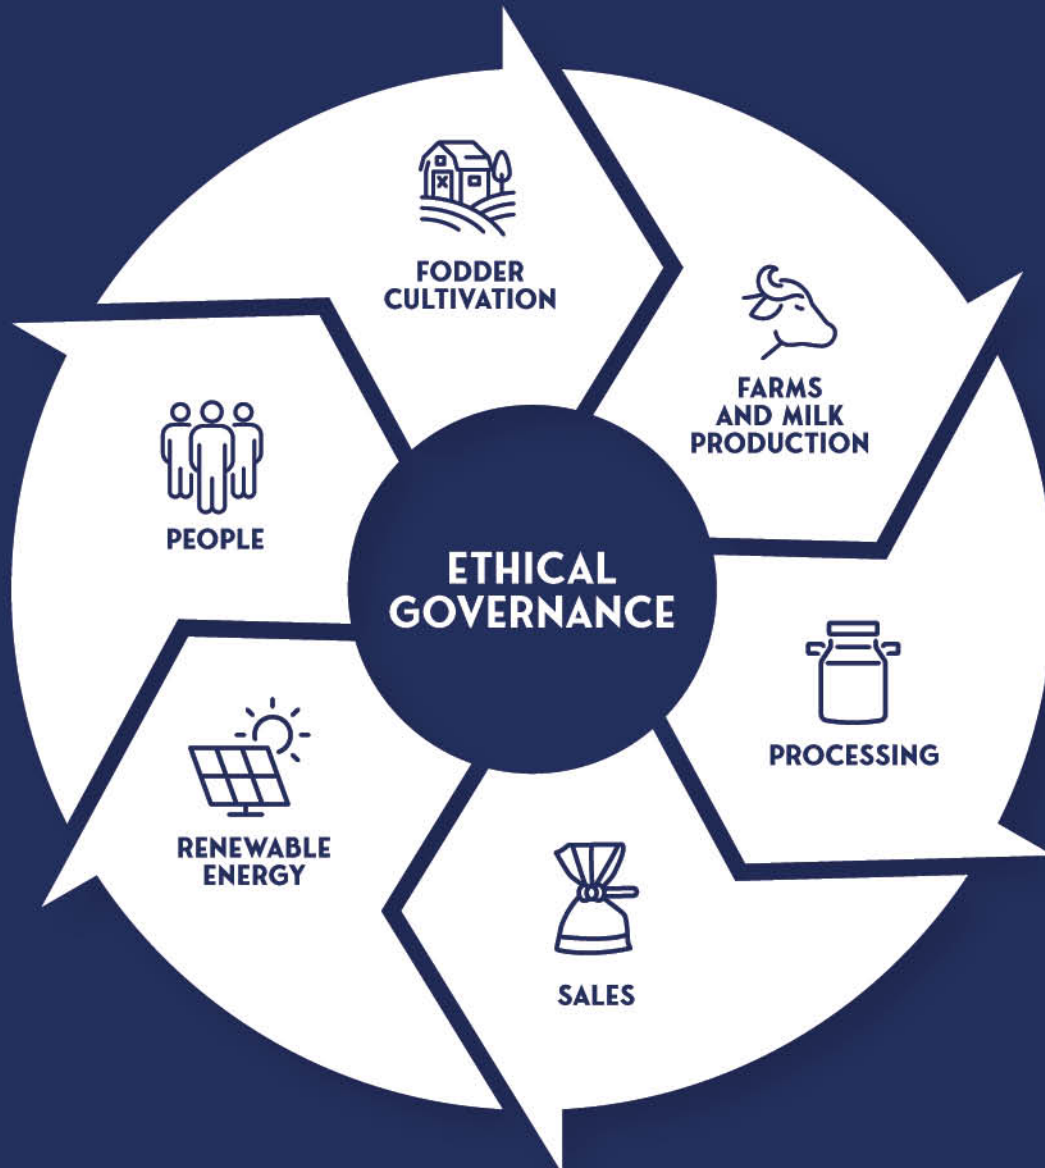 FODDER
CULTIVATION
FARMS
AND MILK
PRODUCTION
PEOPLE
ETHICAL
GOVERNANCE
PROCESSING
RENEWABLE
ENERGY
SALES